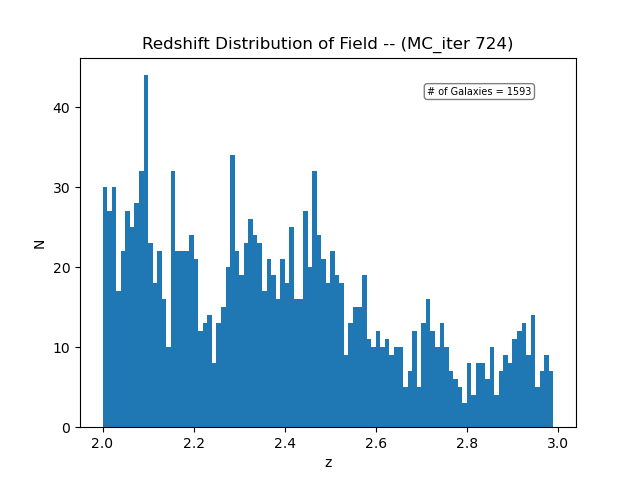 Redshift Distribution of Field -- (MC_iter 724)
# of Galaxies = 1593
N
40
30
20
10
0
2.0 2.2 2.4 2.6 2.8 3.0
z